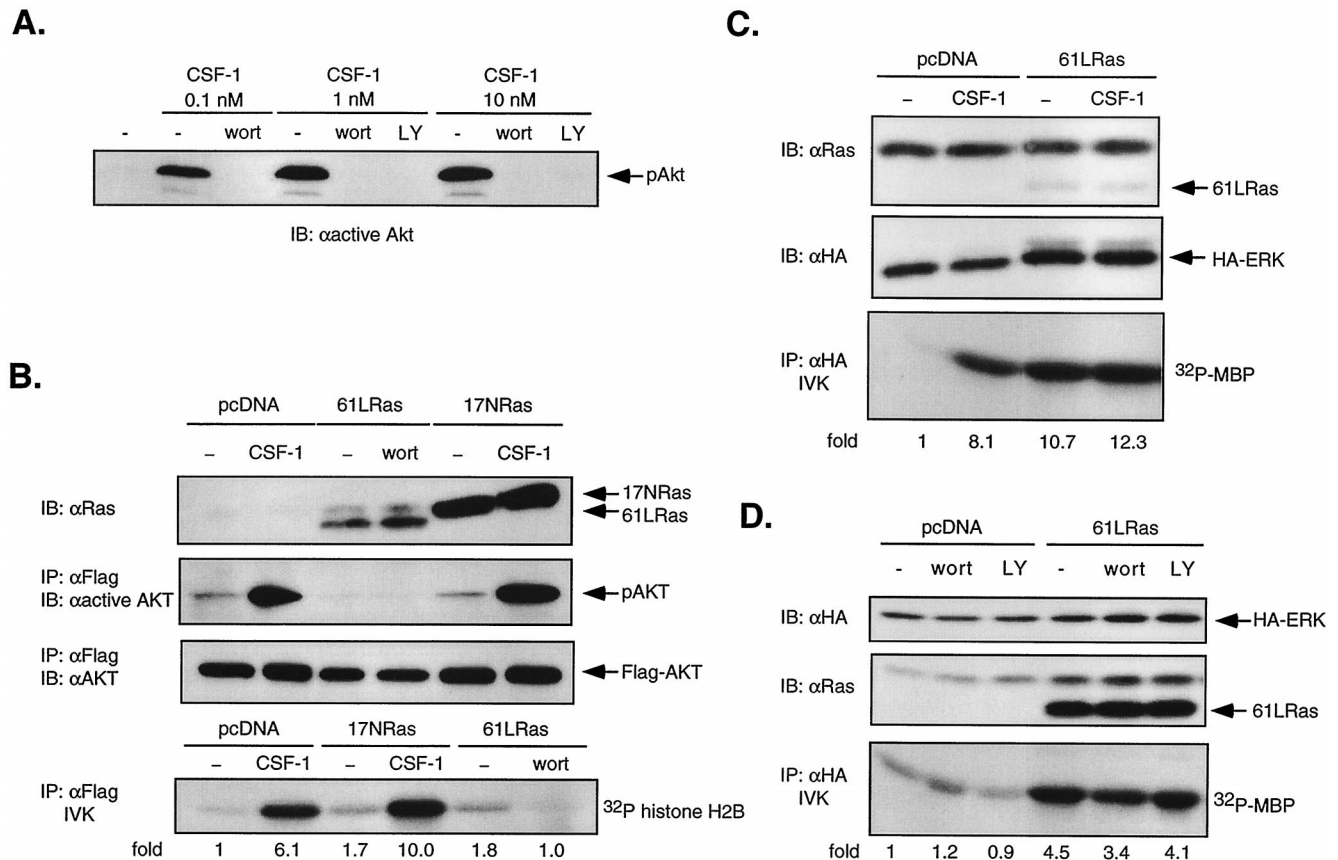 A.
CSF-1 CSF-1 CSF-1
0.1 nM 1 nM 10 nM
- - wort - wort LY - wort LY
pAkt
IB: αactive Akt
B.
pcDNA 61LRas 17NRas
– CSF-1 – wort – CSF-1
IB: αRas
17NRas
61LRas
IP: αFlag
IB: αactive AKT
pAKT
IP: αFlag
IB: αAKT
Flag-AKT
pcDNA 17NRas 61LRas
– CSF-1 – CSF-1 – wort
IP: αFlag
IVK
32P histone H2B
fold 1 6.1 1.7 10.0 1.8 1.0
C.
pcDNA 61LRas
– CSF-1 – CSF-1
IB: αRas
61LRas
IB: αHA
HA-ERK
IP: αHA
IVK
32P-MBP
fold 1 8.1 10.7 12.3
D.
pcDNA 61LRas
- wort LY - wort LY
IB: αHA
HA-ERK
IB: αRas
61LRas
IP: αHA
IVK
32P-MBP
fold 1 1.2 0.9 4.5 3.4 4.1